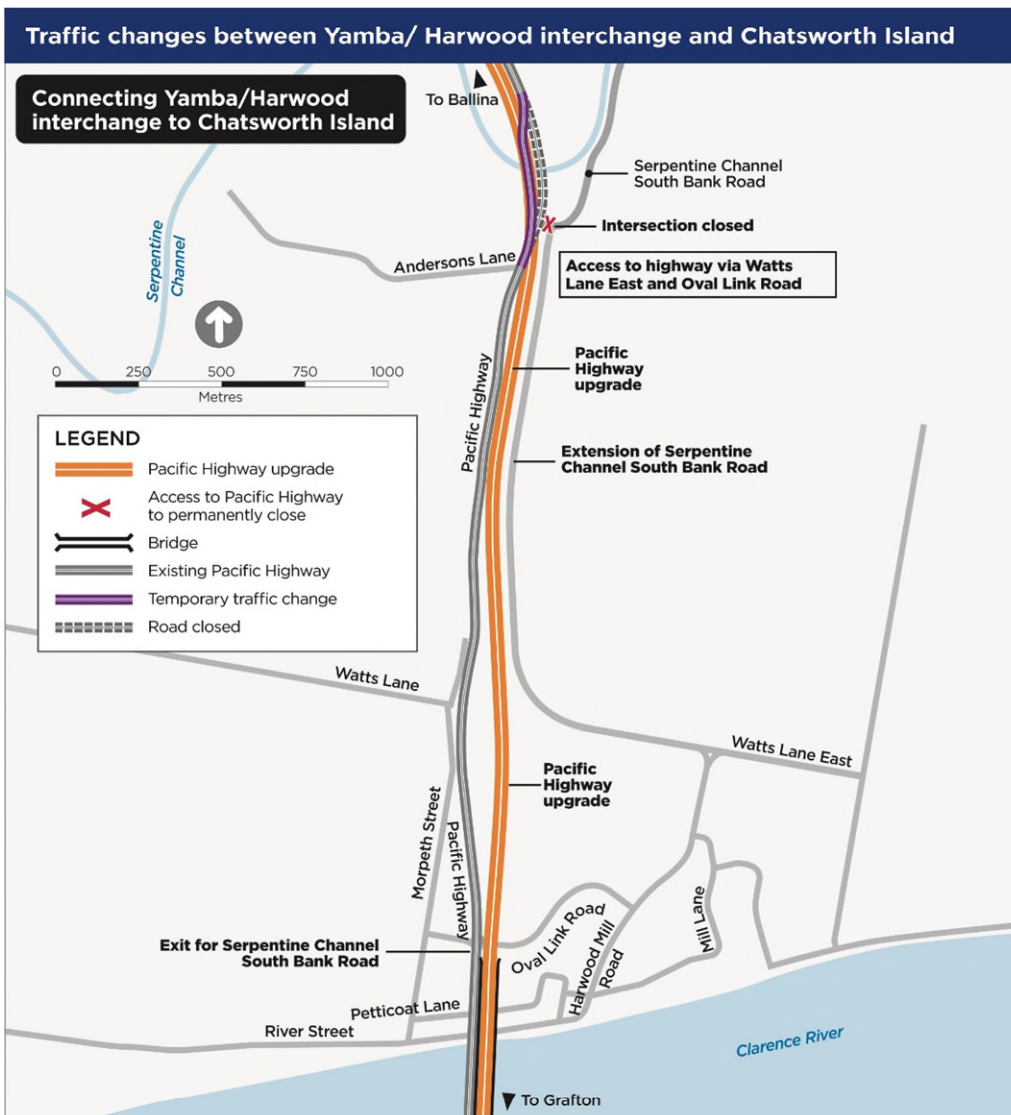 Traffic changes between Yamba/ Harwood interchange and Chatsworth Island
Connecting Yamba/Harwood
interchange to Chatsworth Island
To Ballina
Serpentine Channel
South Bank Road
Intersection closed
Andersons Lane
Access to highway via Watts
Lane East and Oval Link Road
Serpentine
Channel
0 250 500 750 1000
Metres
Pacific Highway
Pacific
Highway
upgrade
Extension of Serpentine
Channel South Bank Road
LEGEND
Pacific Highway upgrade
Access to Pacific Highway
to permanently close
Bridge
Existing Pacific Highway
Temporary traffic change
Road closed
Watts Lane
Watts Lane East
Pacific
Highway
upgrade
Morpeth Street
Pacific Highway
Exit for Serpentine Channel
South Bank Road
Oval Link Road
Harwood Mill
Road
Mill Lane
Petticoat Lane
River Street
Clarence River
To Grafton